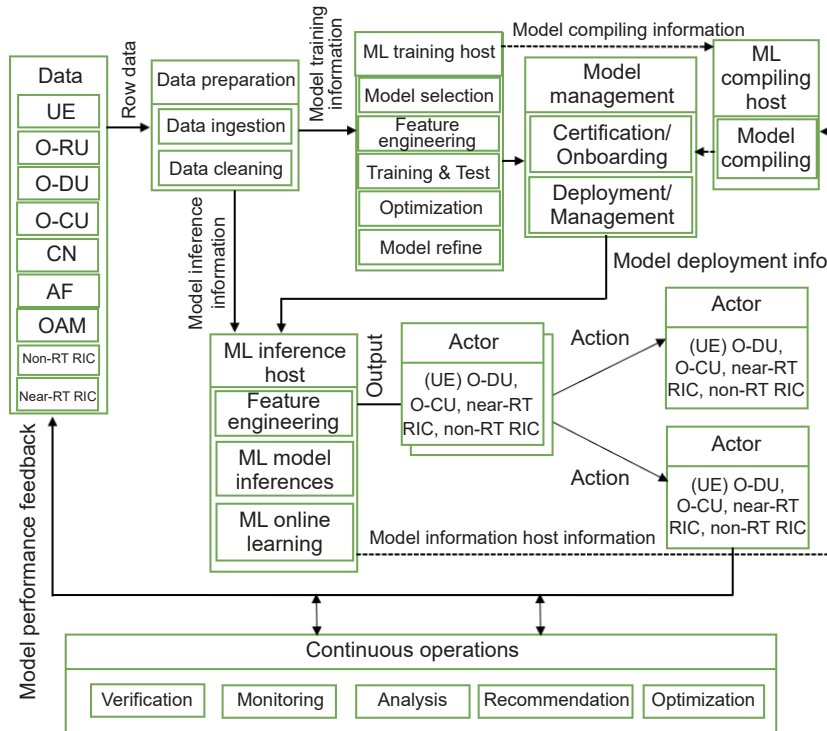 Data
UE
O-RU
O-DU
O-CU
CN
AF
OAM
Non-RT RIC
Near-RT RIC
Row data
Data preparation
Data ingestion
Data cleaning
Model training
information
Model inference
information
ML training host
Model selection
Feature
engineering
Training & Test
Optimization
Model refine
Model compiling information
Model
management
Certification/
Onboarding
Deployment/
Management
ML
compiling
host
Model
compiling
Model deployment info
ML inference
host
Feature
engineering
ML model
inferences
ML online
learning
Output
Actor
(UE) O-DU,
O-CU, near-RT
RIC, non-RT RIC
Action
Action
Actor
(UE) O-DU,
O-CU, near-RT
RIC, non-RT RIC
Actor
(UE) O-DU,
O-CU, near-RT
RIC, non-RT RIC
Model information host information
Model performance feedback
Continuous operations
Verification
Monitoring
Analysis
Recommendation
Optimization